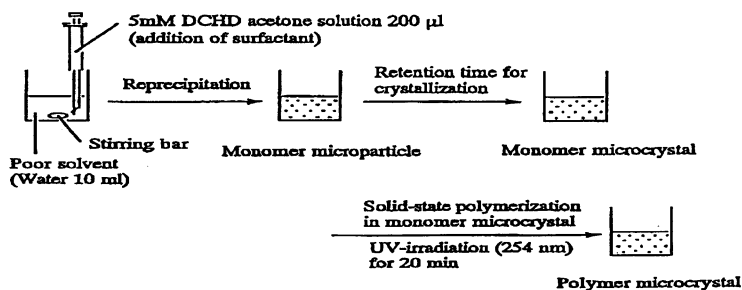 5mM DCHD acetone solution 200 μl
(addition of surfactant)
Reprecipitation
Retention time for
crystallization
Stirring bar
Poor solvent
(Water 10 ml)
Monomer microparticle
Monomer microcrystal
Solid-state polymerization
in monomer microcrystal
UV-irradiation (254 nm)
for 20 min
Polymer microcrystal